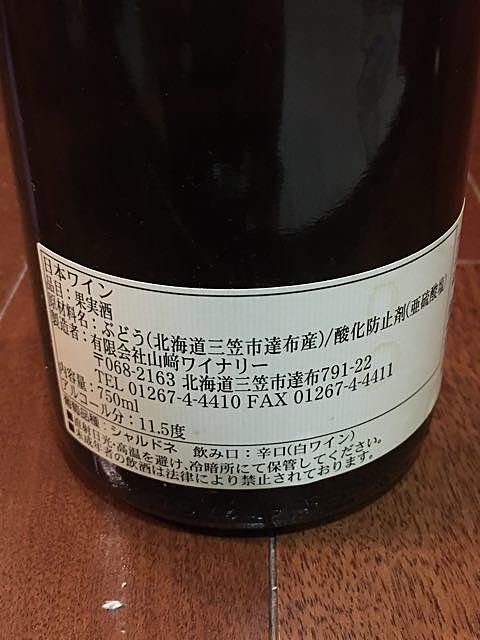 日本ワイン
品目：果実酒
原材料名：ぶどう(北海道三笠市達布産)/酸化防止剤(亜硫酸塩)
製造者：有限会社山﨑ワイナリー
〒068-2163 北海道三笠市達布791-22
TEL 01267-4-4410 FAX 01267-4-4411
内容量：750ml
アルコール分：11.5度
葡萄品種：シャルドネ 飲み口：辛口(白ワイン)
■直射日光・高温を避け、冷暗所にて保管してください。
■未成年者の飲酒は法律により禁止されております。